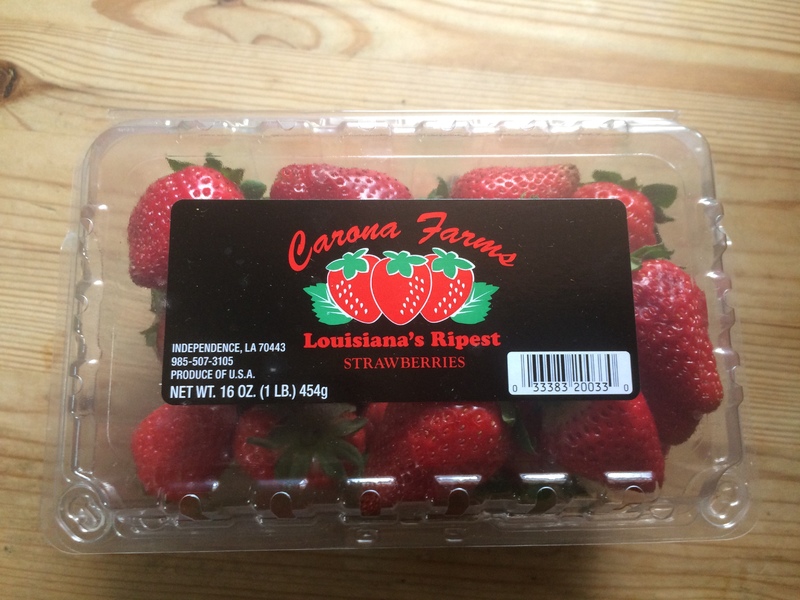 Carona Farms
Louisiana's Ripest
STRAWBERRIES
INDEPENDENCE, LA 70443
985-507-3105
PRODUCE OF U.S.A.
NET WT. 16 OZ. (1 LB.) 454g
0 33383 20033 0